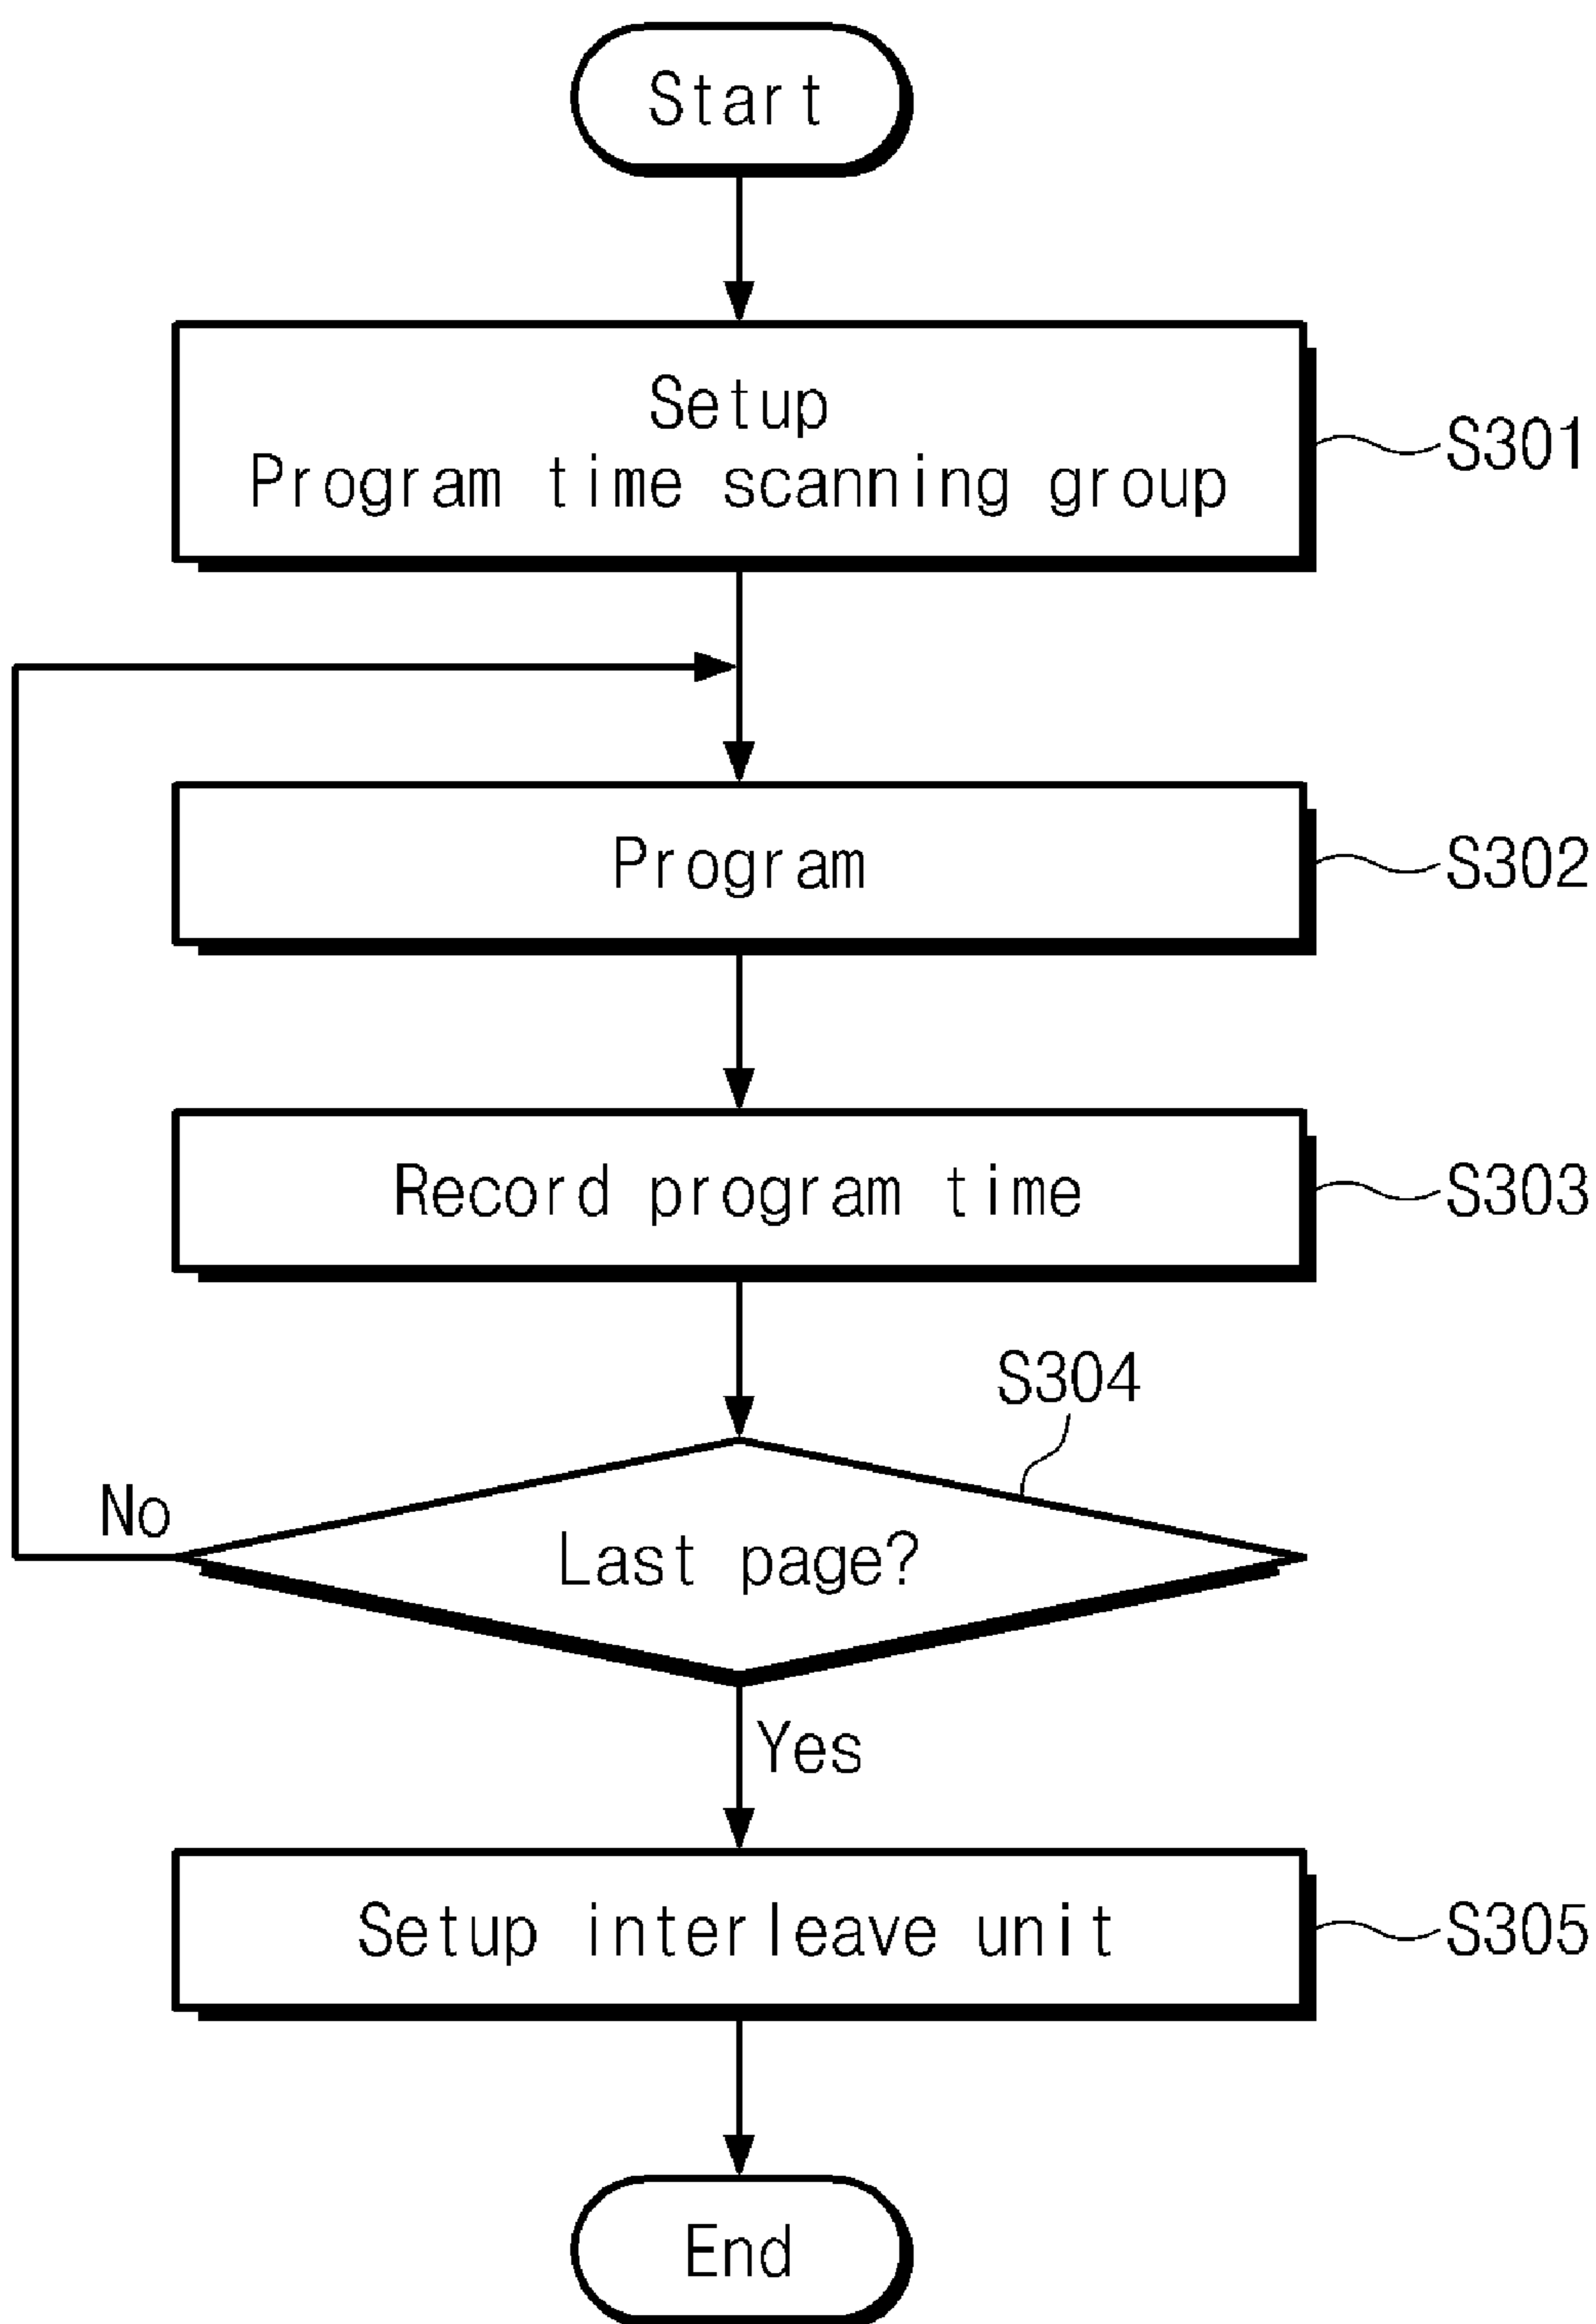 Start
Setup
Program time scanning group
S301
Program
S302
Record program time
S303
S304
No
Last page?
Yes
Setup interleave unit
S305
End